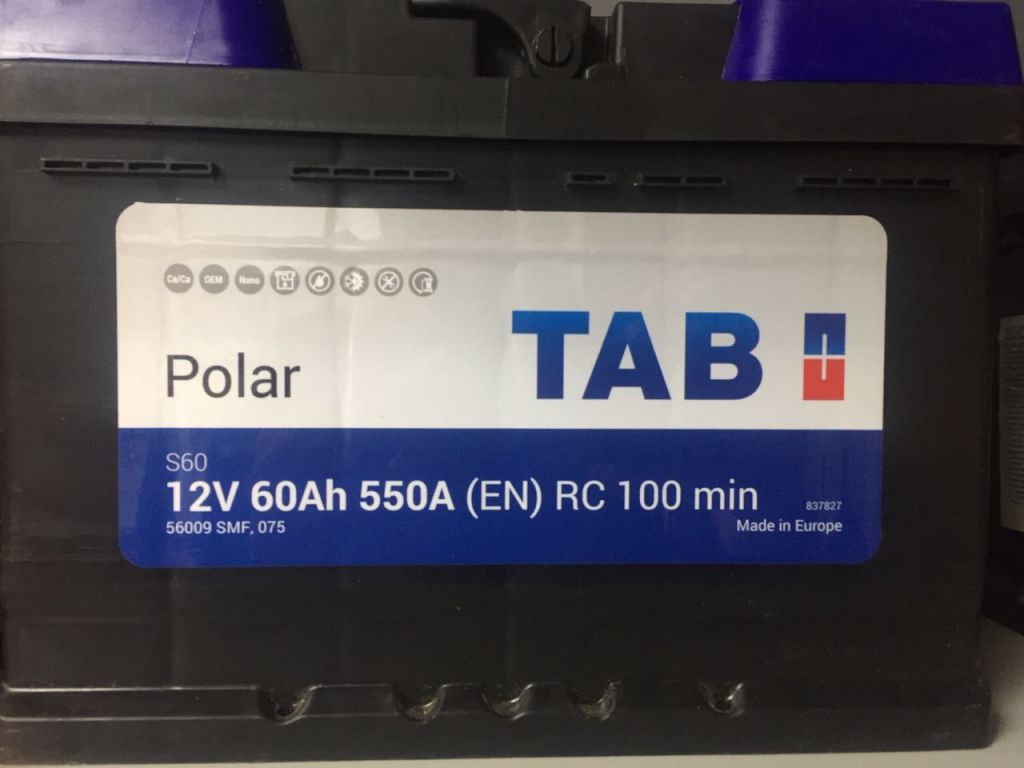 Ca/Ca OEM Nano
TAB
Polar
S60
12V 60Ah 550A (EN) RC 100 min
837827
56009 SMF, 075
Made in Europe